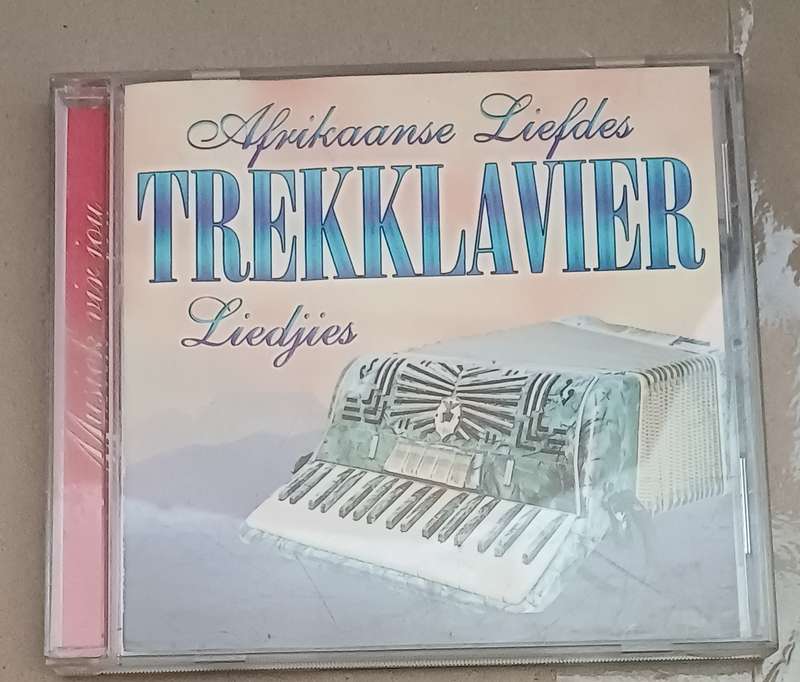 Afrikaanse Liefdes
TREKKLAVIER
Liedjies
Musiek vir jou